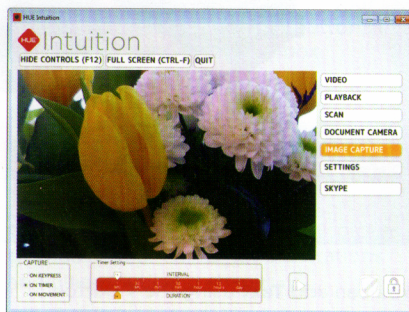 HUE Intuition
HUE Intuition
HIDE CONTROLS (F12) FULL SCREEN (CTRL-F) QUIT
VIDEO
PLAYBACK
SCAN
DOCUMENT CAMERA
IMAGE CAPTURE
SETTINGS
SKYPE
CAPTURE
ON KEYPRESS
ON TIMER
ON MOVEMENT
Timer Setting
INTERVAL
DURATION